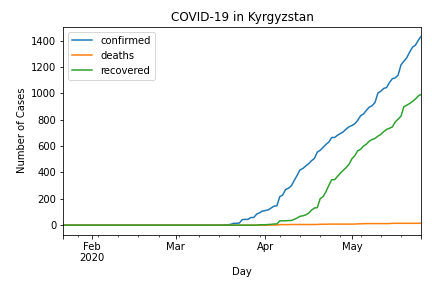 COVID-19 in Kyrgyzstan
confirmed
deaths
recovered
Number of Cases
1400
1200
1000
800
600
400
200
0
Feb
2020
Mar
Apr
May
Day